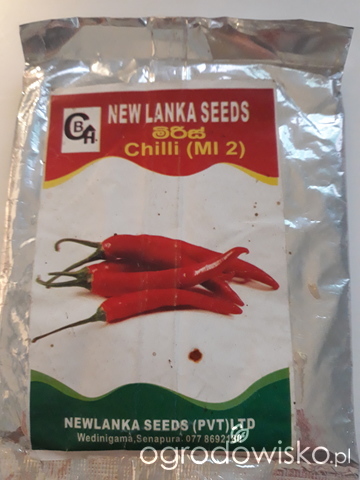 CBA
NEW LANKA SEEDS
මිරිස්
Chilli (MI 2)
NEWLANKA SEEDS (PVT)LTD
Wedinigama,Senapura.
ogrodowisko.pl